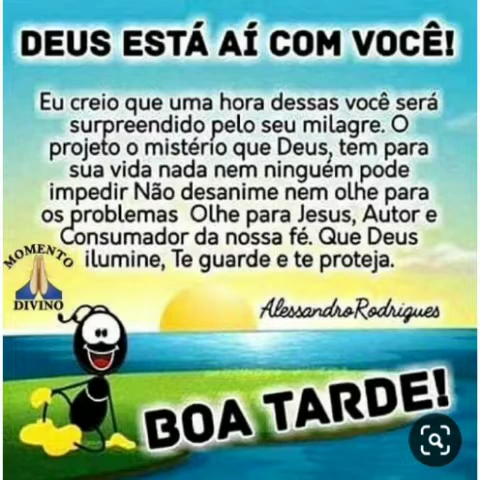 DEUS ESTÁ AÍ COM VOCÊ!
Eu creio que uma hora dessas você será
surpreendido pelo seu milagre. O
projeto o mistério que Deus, tem para
sua vida nada nem ninguém pode
impedir Não desanime nem olhe para
os problemas Olhe para Jesus, Autor e
Consumador da nossa fé. Que Deus
ilumine, Te guarde e te proteja.
MOMENTO
DIVINO
AlessandroRodrigues
BOA TARDE!